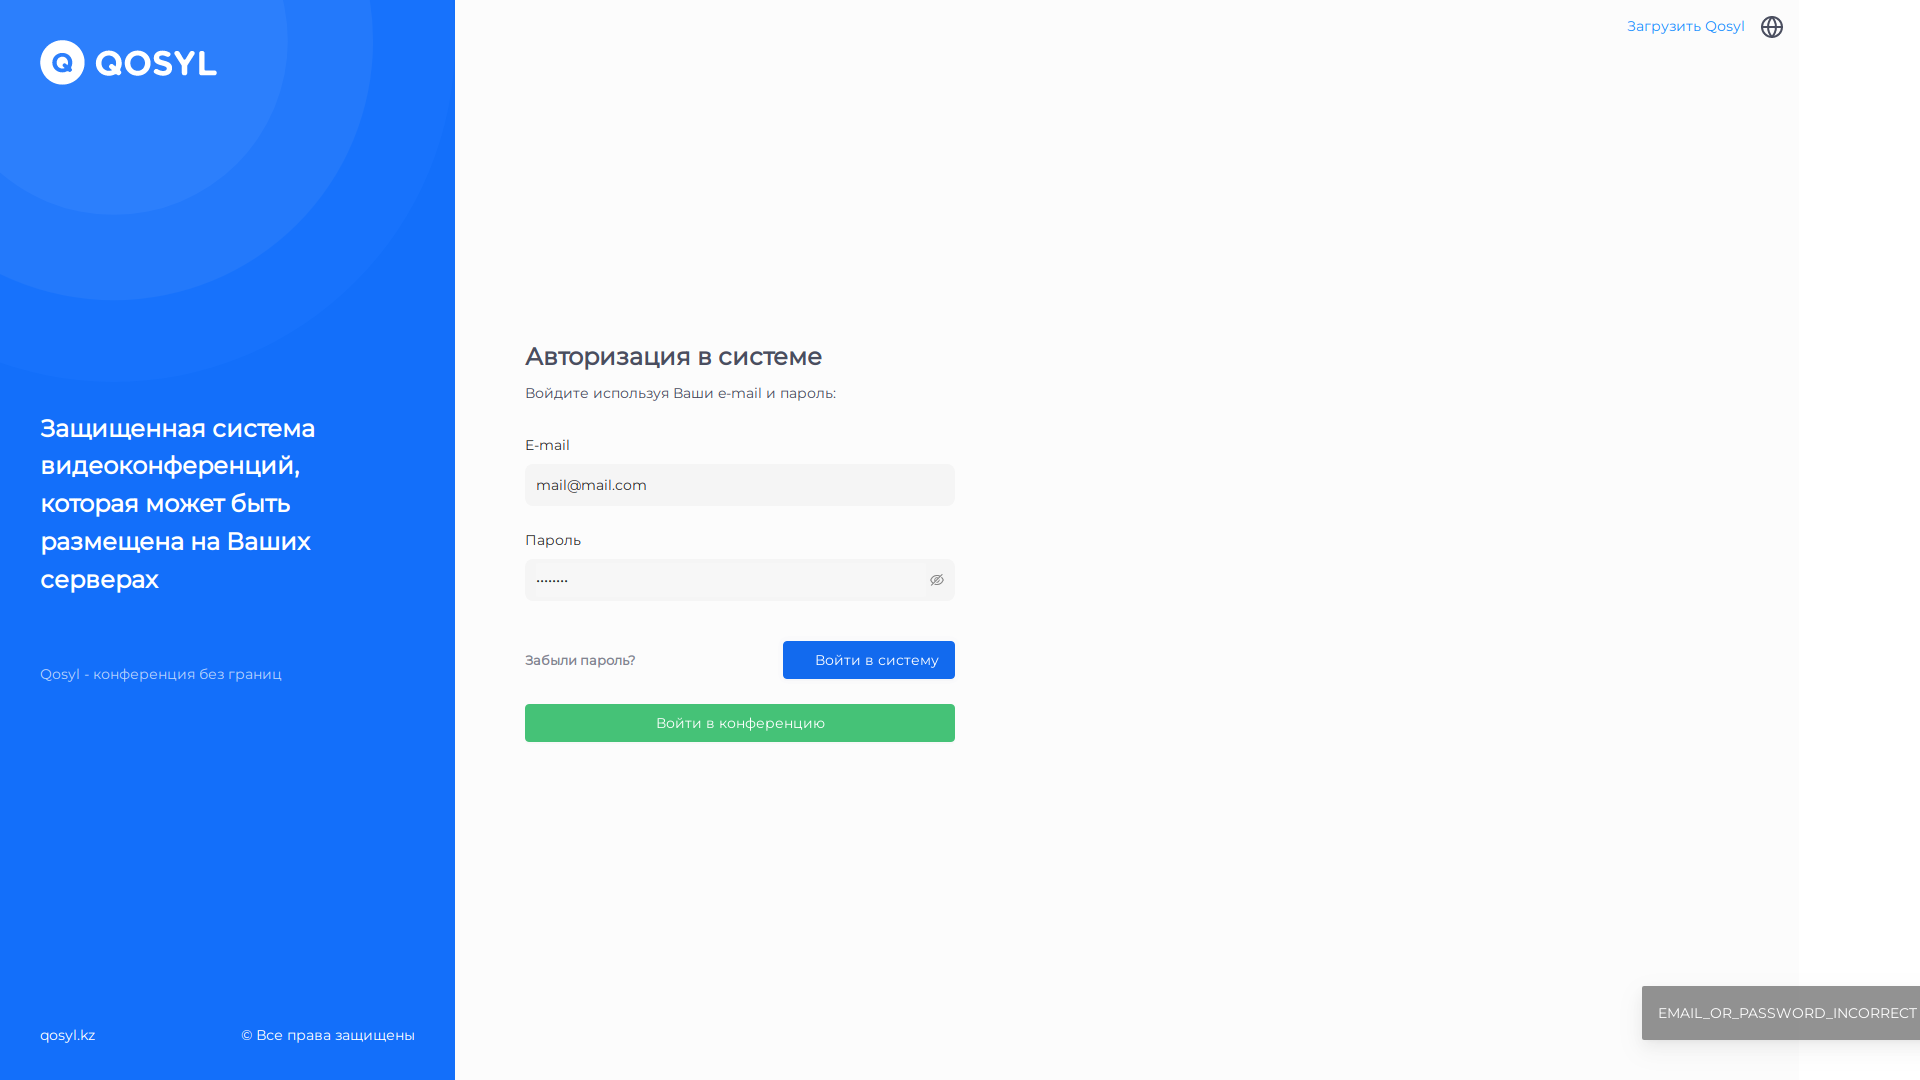 QOSYL
Защищенная система
видеоконференций,
которая может быть
размещена на Ваших
серверах
Qosyl - конференция без границ
qosyl.kz
© Все права защищены
Загрузить Qosyl
Авторизация в системе
Войдите используя Ваши e-mail и пароль:
E-mail
mail@mail.com
Пароль
••••••••
Забыли пароль?
Войти в систему
Войти в конференцию
EMAIL_OR_PASSWORD_INCORRECT